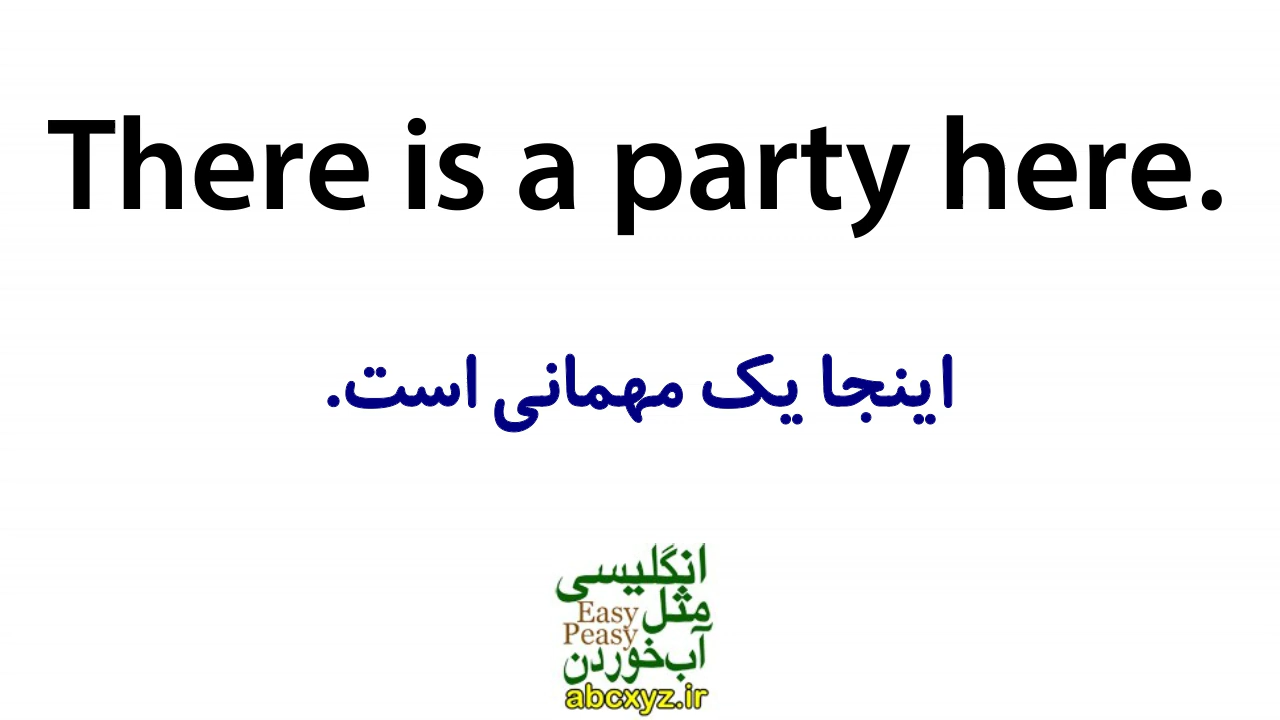 There is a party here.
اینجا یک مهمانی است.
انگلیسی
مثل Easy
Peasy
آب‌خوردن
abcxyz.ir